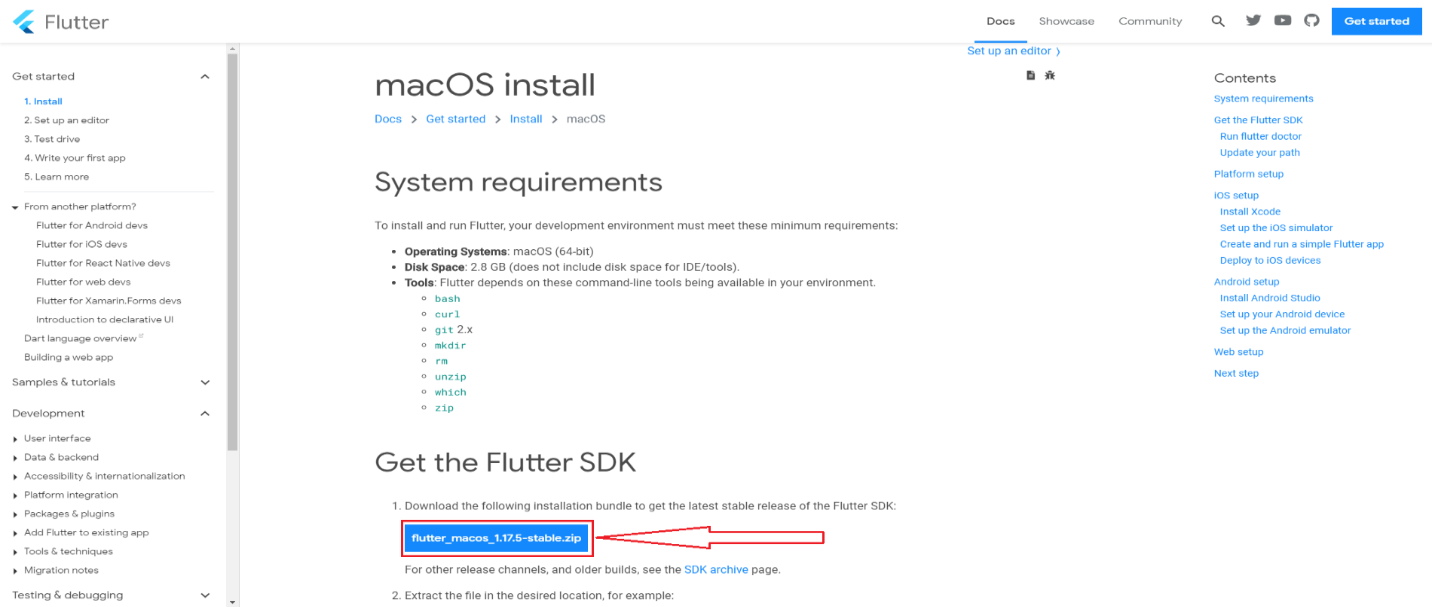 Flutter
Docs
Showcase
Community
Get started
Get started
1. Install
2. Set up an editor
3. Test drive
4. Write your first app
5. Learn more
From another platform?
Flutter for Android devs
Flutter for iOS devs
Flutter for React Native devs
Flutter for web devs
Flutter for Xamarin.Forms devs
Introduction to declarative UI
Dart language overview
Building a web app
Samples & tutorials
Development
User interface
Data & backend
Accessibility & internationalization
Platform integration
Packages & plugins
Add Flutter to existing app
Tools & techniques
Migration notes
Testing & debugging
Set up an editor ›
macOS install
Docs > Get started > Install > macOS
System requirements
To install and run Flutter, your development environment must meet these minimum requirements:
• Operating Systems: macOS (64-bit)
• Disk Space: 2.8 GB (does not include disk space for IDE/tools).
• Tools: Flutter depends on these command-line tools being available in your environment.
bash
curl
git 2.x
mkdir
rm
unzip
which
zip
Get the Flutter SDK
1. Download the following installation bundle to get the latest stable release of the Flutter SDK:
flutter_macos_1.17.5-stable.zip
For other release channels, and older builds, see the SDK archive page.
2. Extract the file in the desired location, for example:
Contents
System requirements
Get the Flutter SDK
Run flutter doctor
Update your path
Platform setup
iOS setup
Install Xcode
Set up the iOS simulator
Create and run a simple Flutter app
Deploy to iOS devices
Android setup
Install Android Studio
Set up your Android device
Set up the Android emulator
Web setup
Next step